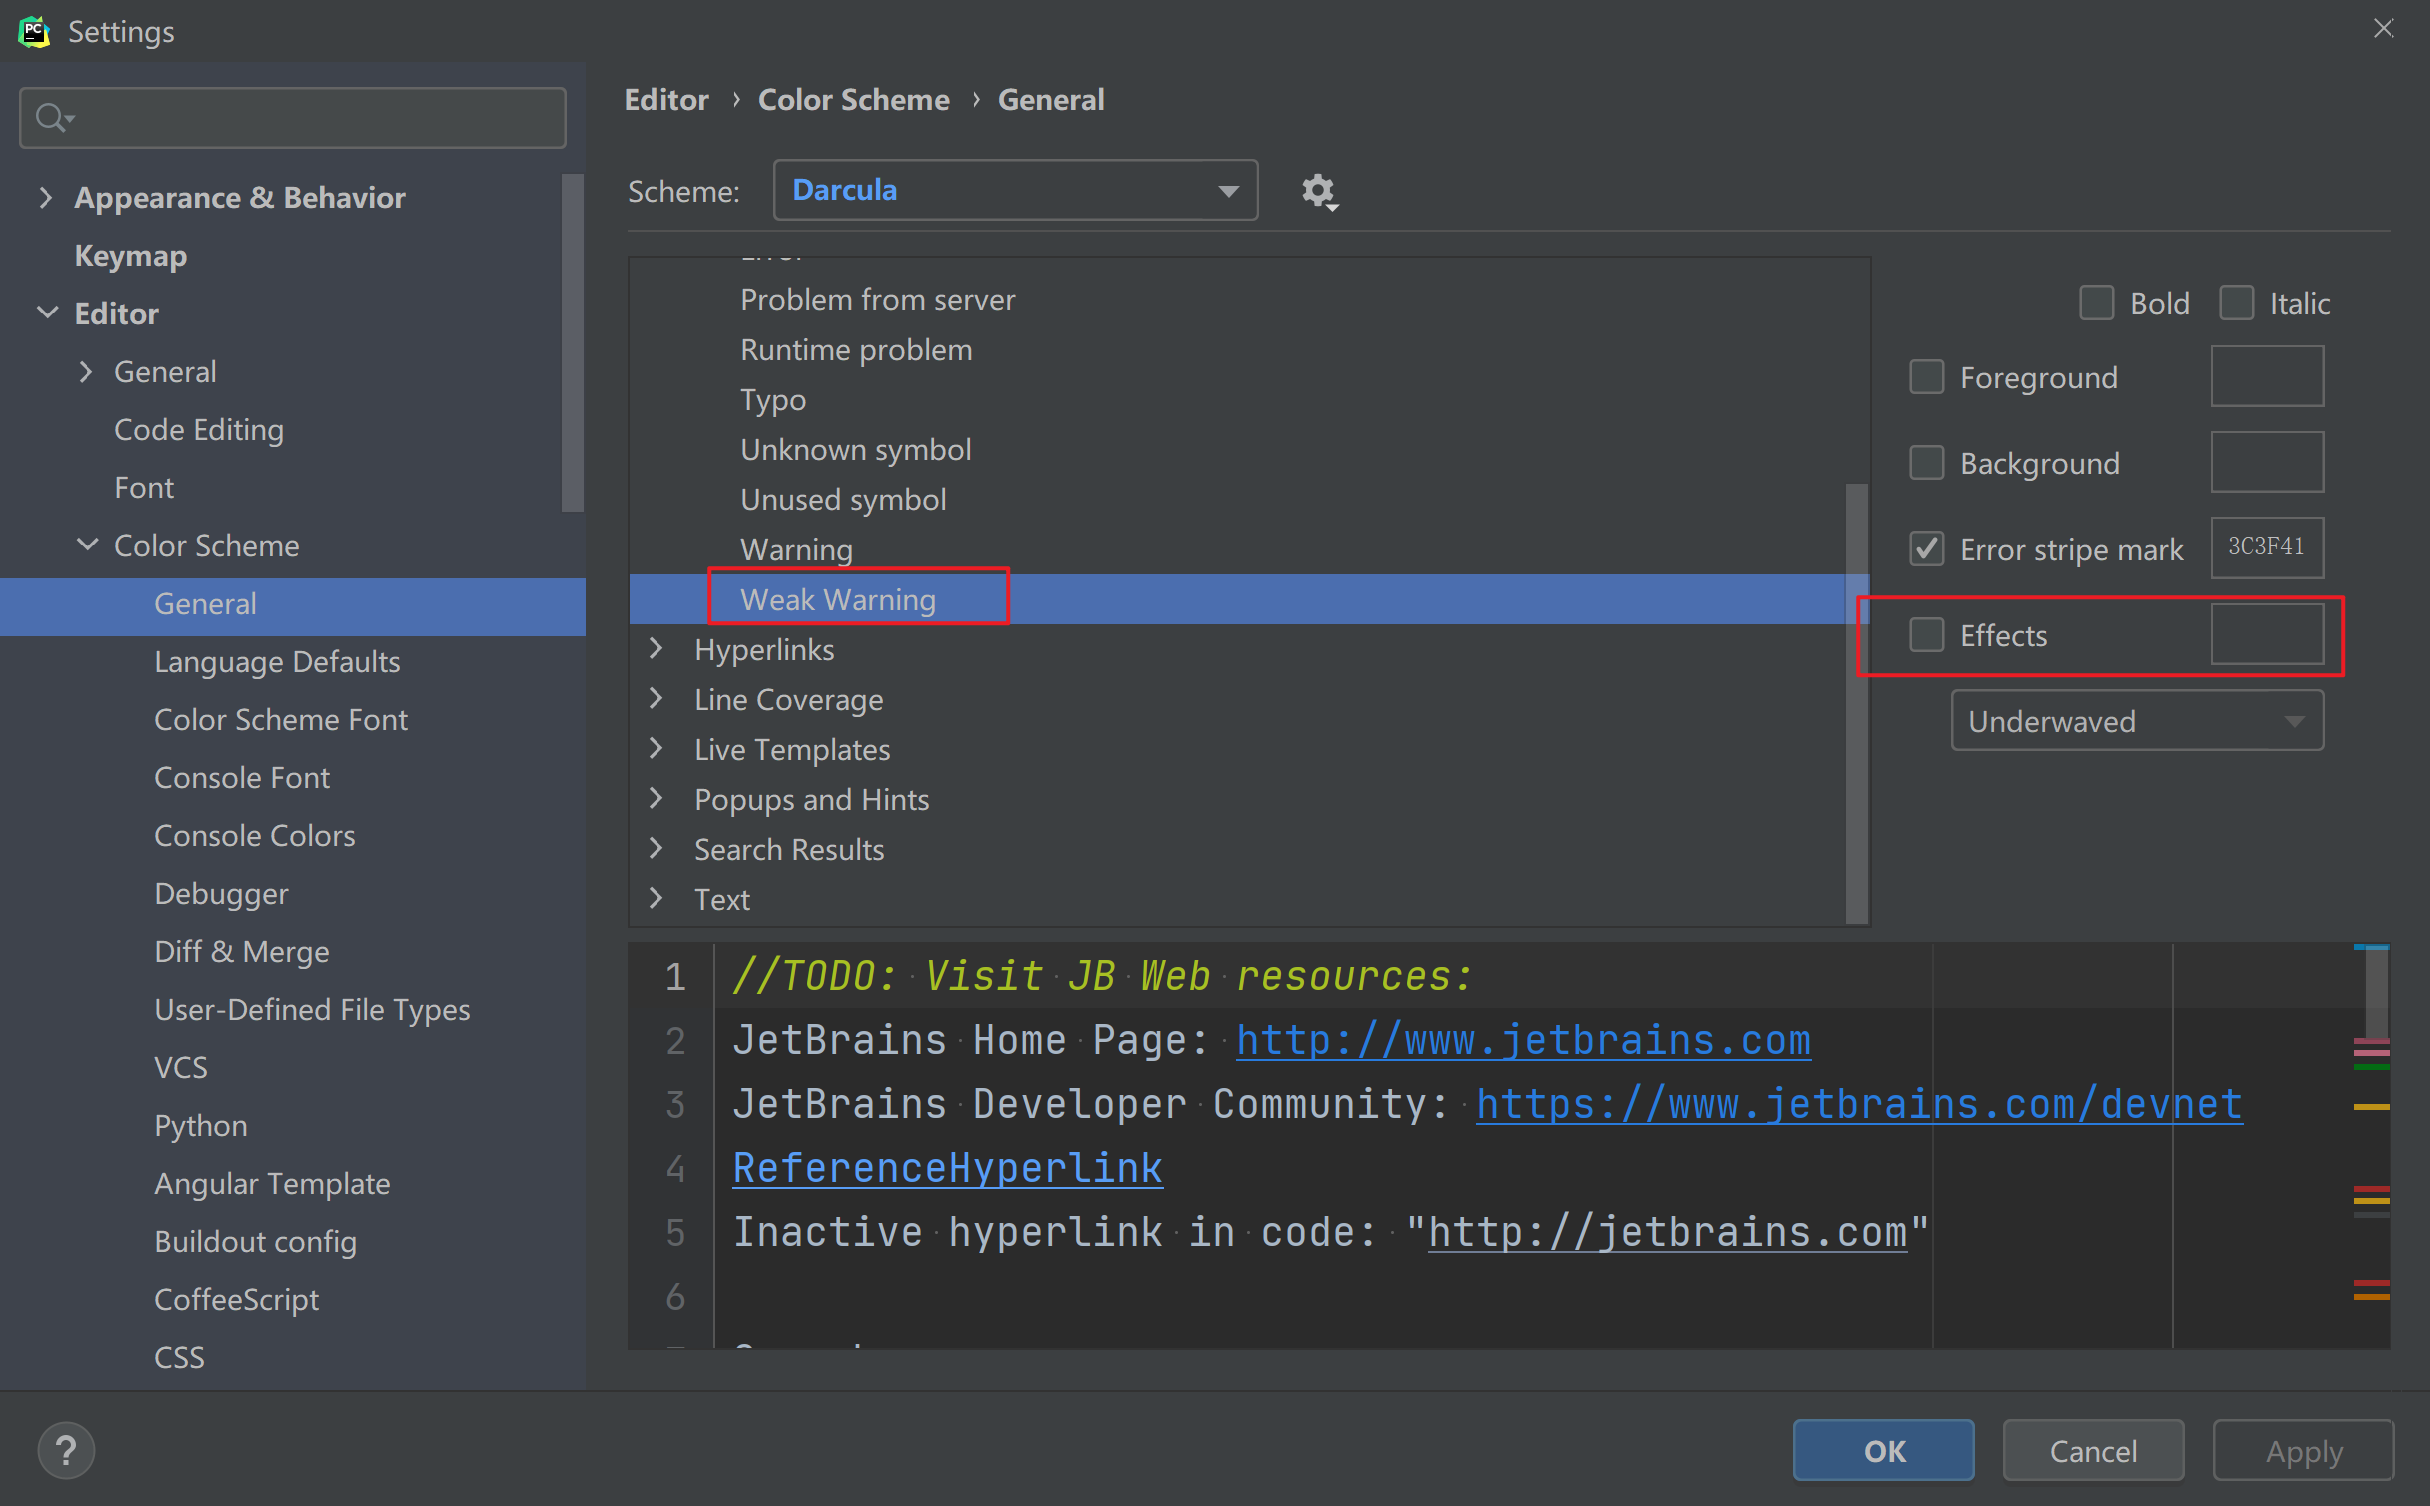 PC Settings
Appearance & Behavior
Keymap
Editor
General
Code Editing
Font
Color Scheme
General
Language Defaults
Color Scheme Font
Console Font
Console Colors
Debugger
Diff & Merge
User-Defined File Types
VCS
Python
Angular Template
Buildout config
CoffeeScript
CSS
Editor › Color Scheme › General
Scheme: Darcula
Error
Problem from server
Runtime problem
Typo
Unknown symbol
Unused symbol
Warning
Weak Warning
Hyperlinks
Line Coverage
Live Templates
Popups and Hints
Search Results
Text
Bold Italic
Foreground
Background
Error stripe mark 3C3F41
Effects
Underwaved
1 //TODO: Visit JB Web resources:
2 JetBrains Home Page: http://www.jetbrains.com
3 JetBrains Developer Community: https://www.jetbrains.com/devnet
4 ReferenceHyperlink
5 Inactive hyperlink in code: "http://jetbrains.com"
6
? OK Cancel Apply